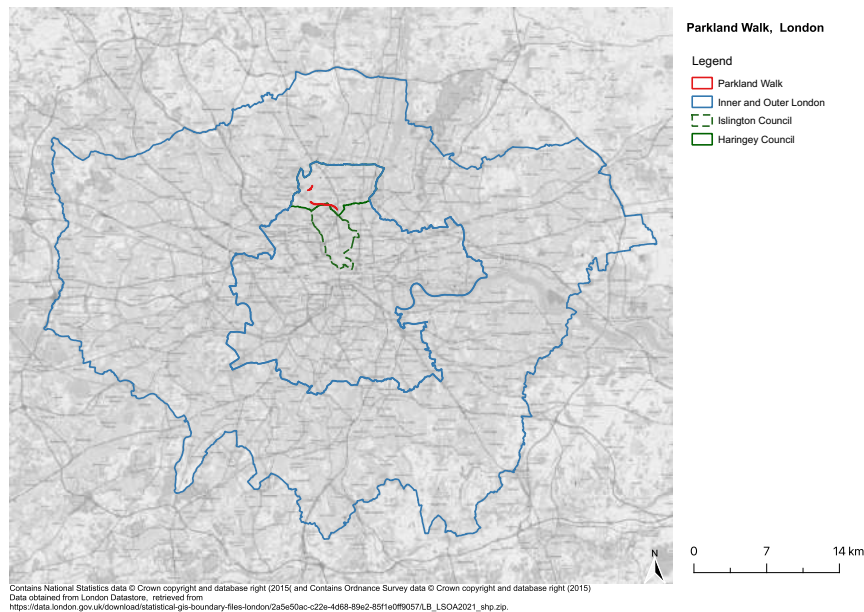 Parkland Walk, London
Legend
Parkland Walk
Inner and Outer London
Islington Council
Haringey Council
N
0 7 14 km
Contains National Statistics data © Crown copyright and database right (2015( and Contains Ordnance Survey data © Crown copyright and database right (2015)
Data obtained from London Datastore, retrieved from
https://data.london.gov.uk/download/statistical-gis-boundary-files-london/2a5e50ac-c22e-4d68-89e2-85f1e0ff9057/LB_LSOA2021_shp.zip.